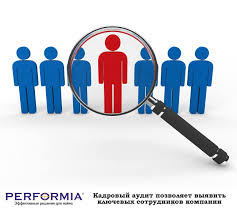 PERFORMIA®
Эффективные решения для найма
Кадровый аудит позволяет выявить
ключевых сотрудников компании